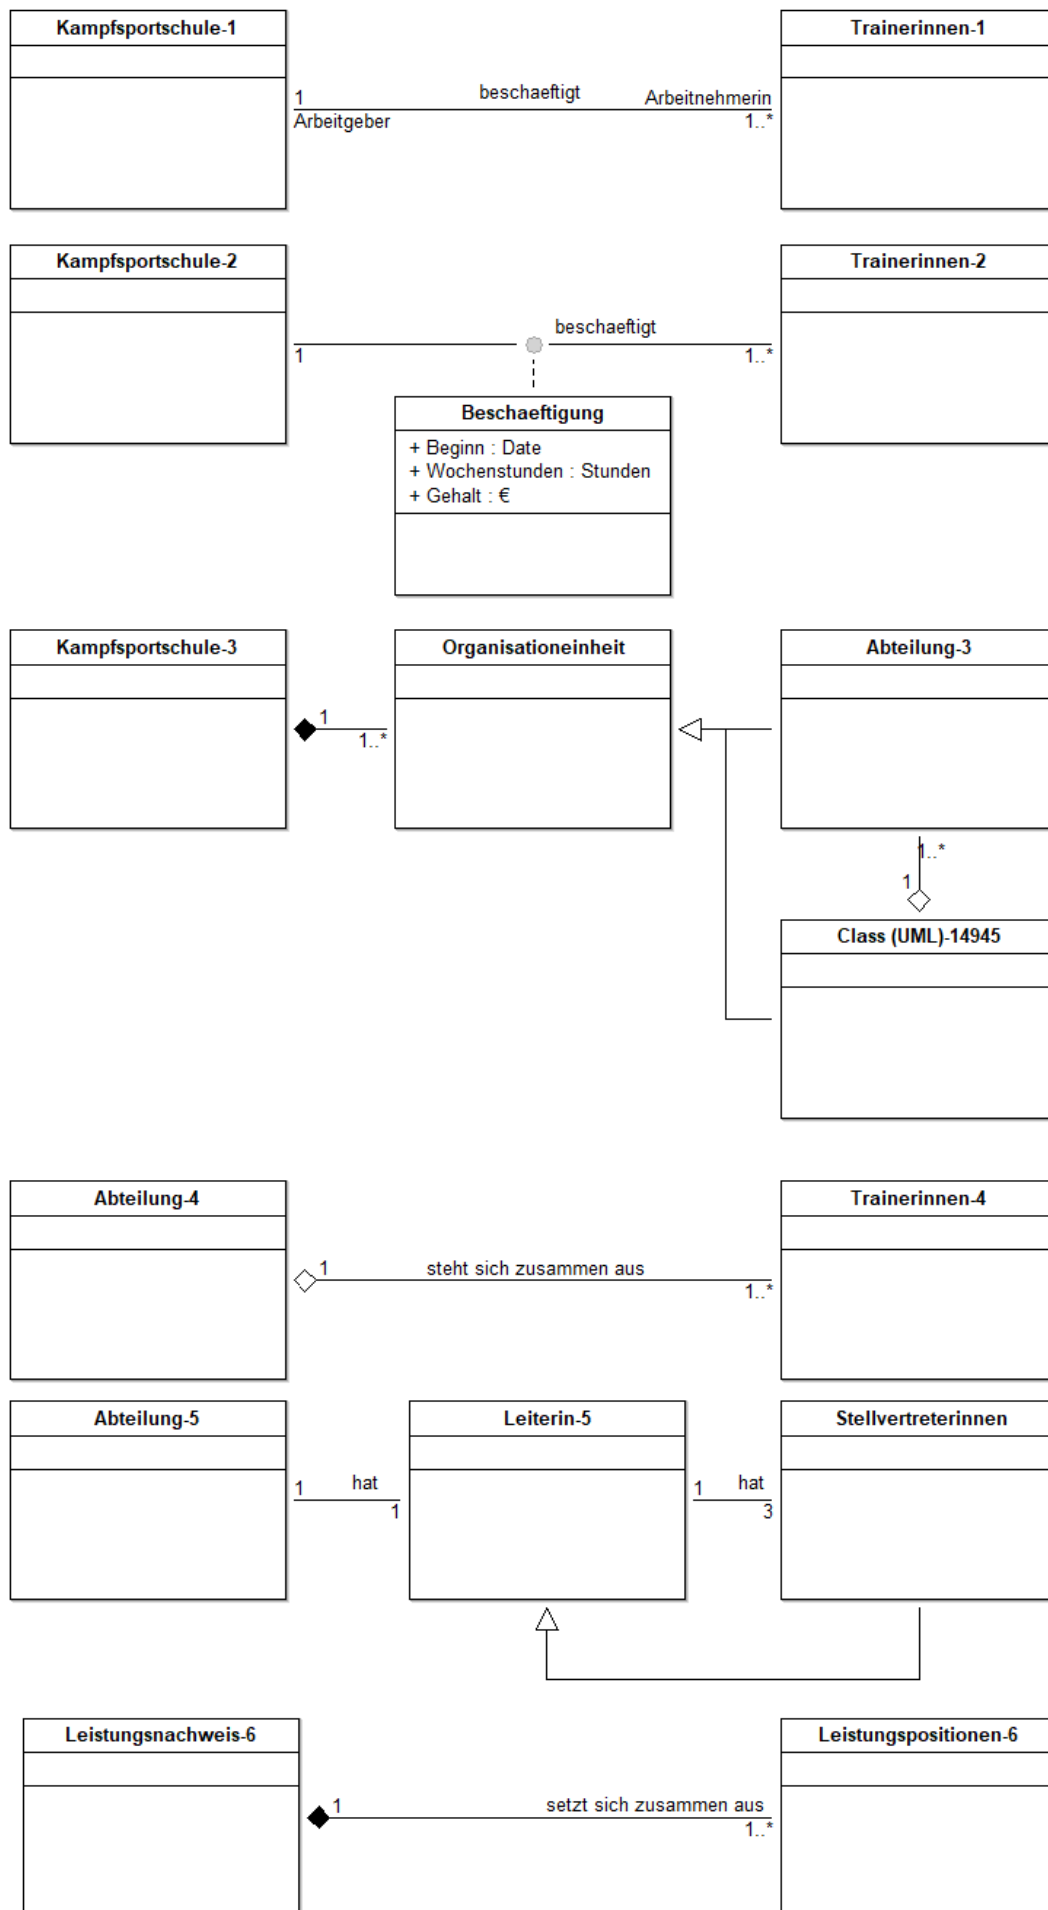 Kampfsportschule-1
Trainerinnen-1
1
beschaeftigt
Arbeitnehmerin
Arbeitgeber
1..*
Kampfsportschule-2
Trainerinnen-2
beschaeftigt
1
1..*
Beschaeftigung
+ Beginn : Date
+ Wochenstunden : Stunden
+ Gehalt : €
Kampfsportschule-3
Organisationeinheit
Abteilung-3
1
1..*
1..*
1
Class (UML)-14945
Abteilung-4
Trainerinnen-4
1
steht sich zusammen aus
1..*
Abteilung-5
Leiterin-5
Stellvertreterinnen
1
hat
1
1
hat
3
Leistungsnachweis-6
Leistungspositionen-6
1
setzt sich zusammen aus
1..*